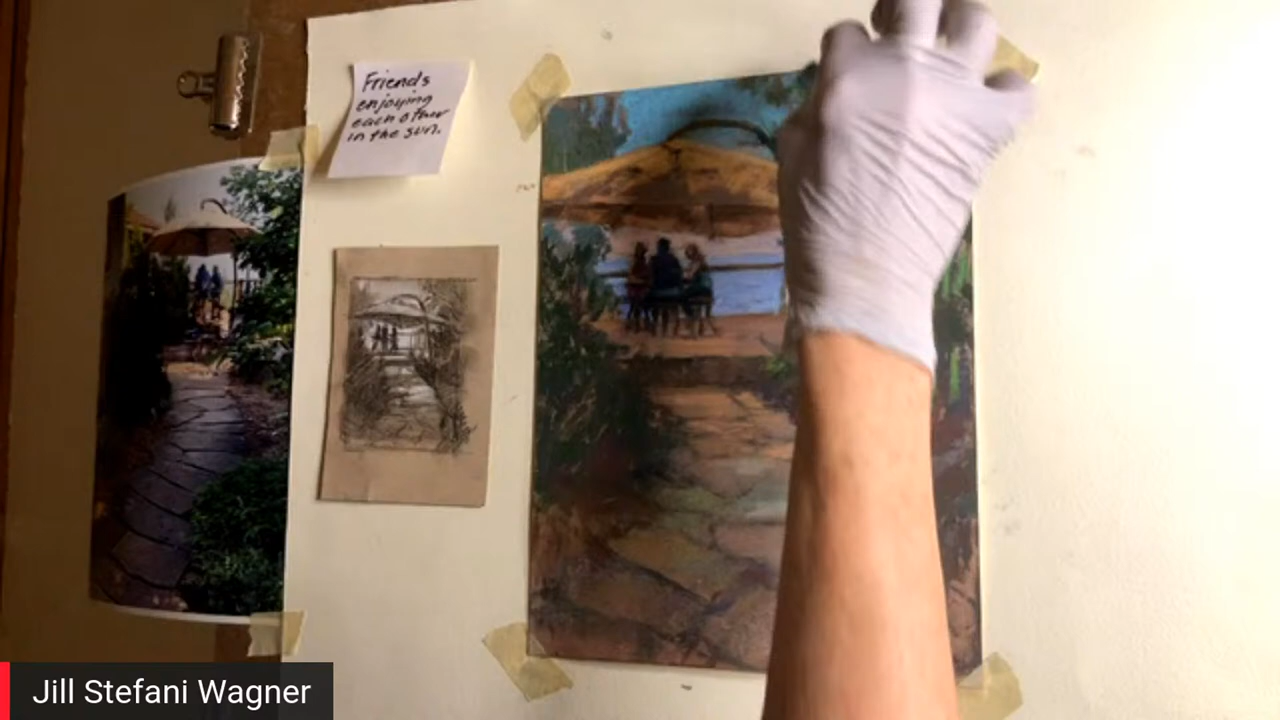 Friends
enjoying
each other
in the sun.
Jill Stefani Wagner